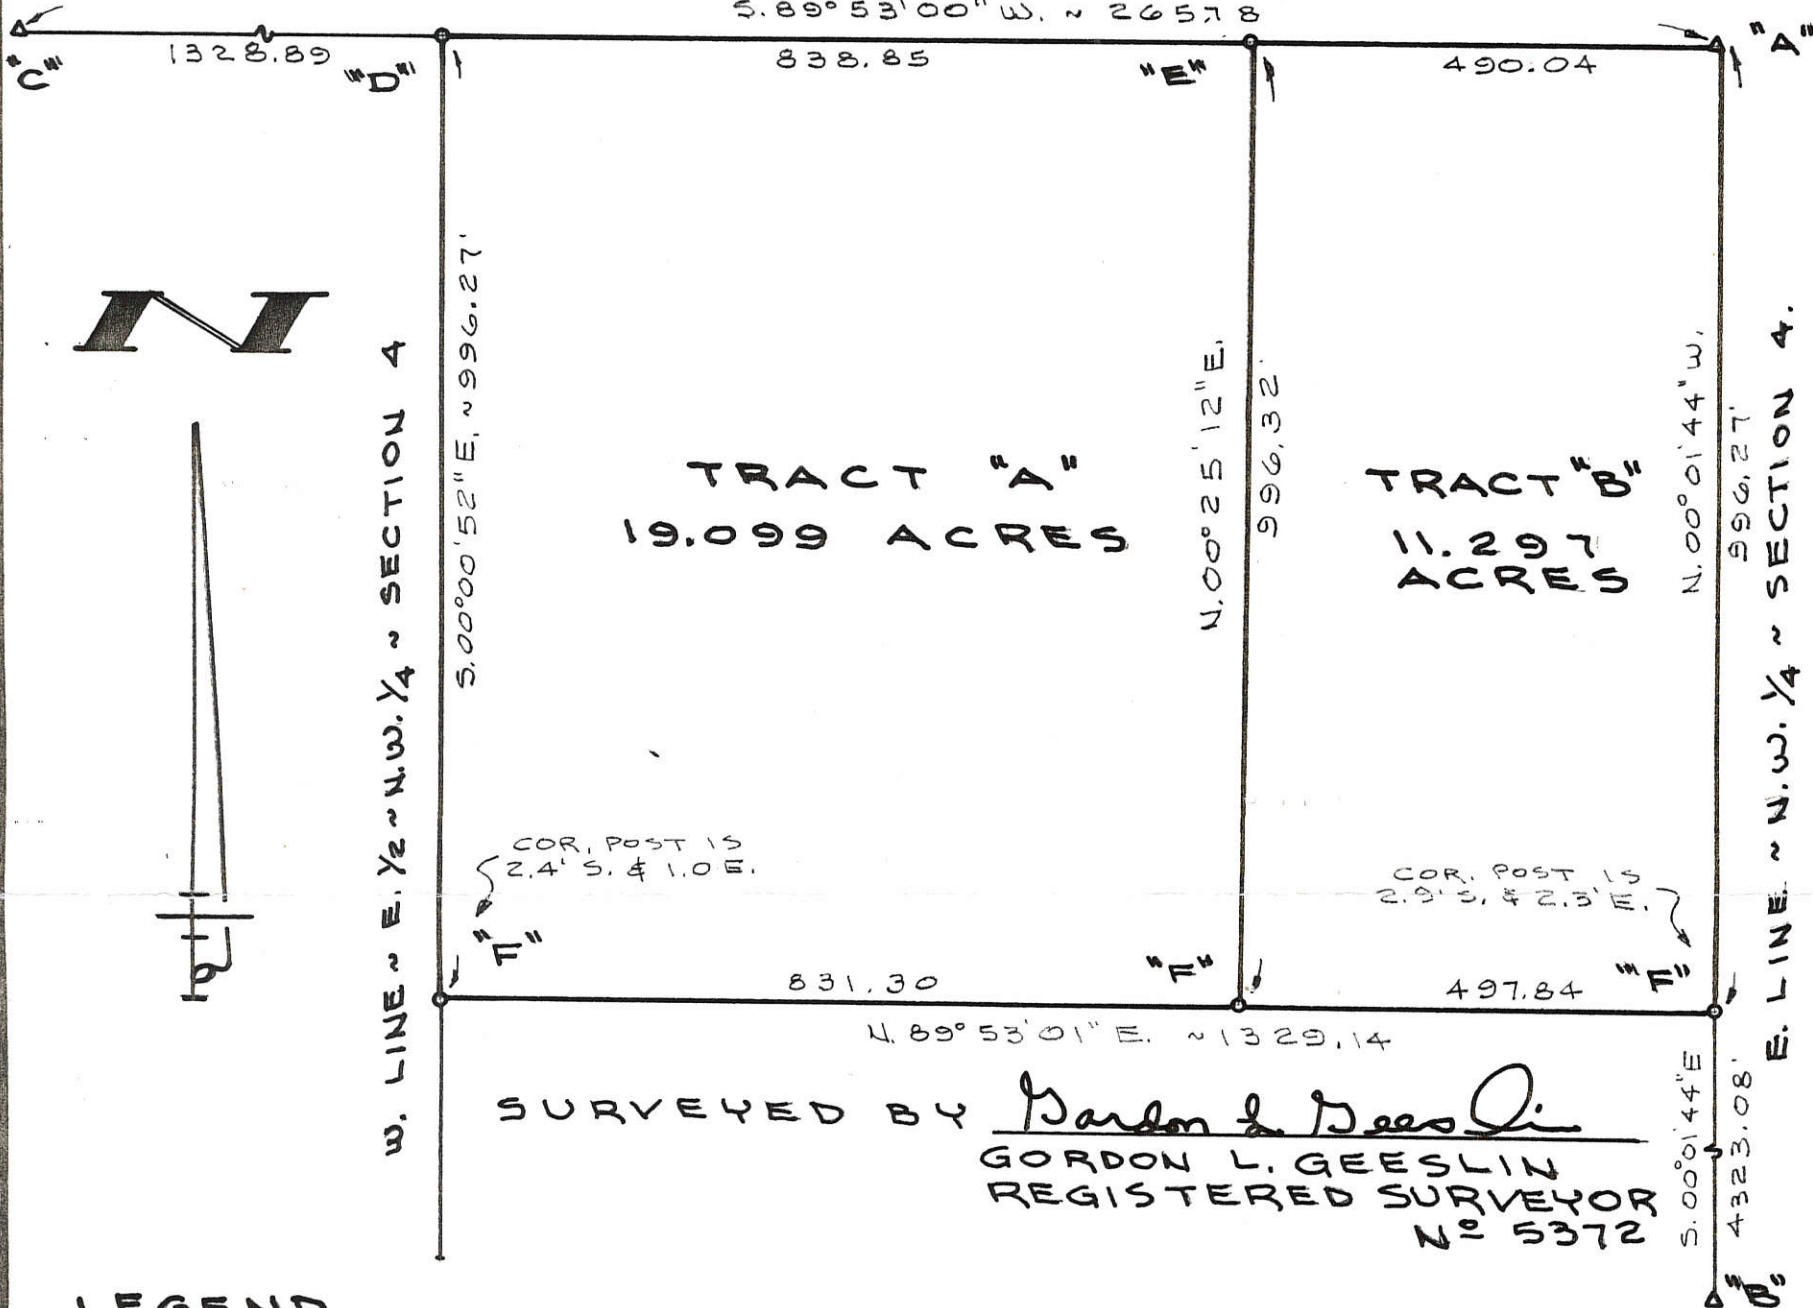 S. 89° 53' 00" W. ~ 2657.78
"C"
1328.89
"D"
838.85
"E"
490.04
"A"
N
W. LINE ~ E. 1/2 ~ N.W. 1/4 ~ SECTION 4
S. 00° 00' 52" E. ~ 996.27'
TRACT "A"
19.099 ACRES
N. 00° 25' 12" E.
996.32'
TRACT "B"
11.297
ACRES
N. 00° 01' 44" W.
996.27'
E. LINE ~ N.W. 1/4 ~ SECTION 4.
COR. POST IS
2.4' S. & 1.0 E.
"F"
COR. POST IS
2.9' S. & 2.3' E.
"F"
"F"
831.30
497.84
N. 89° 53' 01" E. ~ 1329.14
SURVEYED BY Gordon L Geeslin
GORDON L. GEESLIN
REGISTERED SURVEYOR
Nº 5372
S. 00° 01' 44" E
4323.08'
"B"
LEGEND